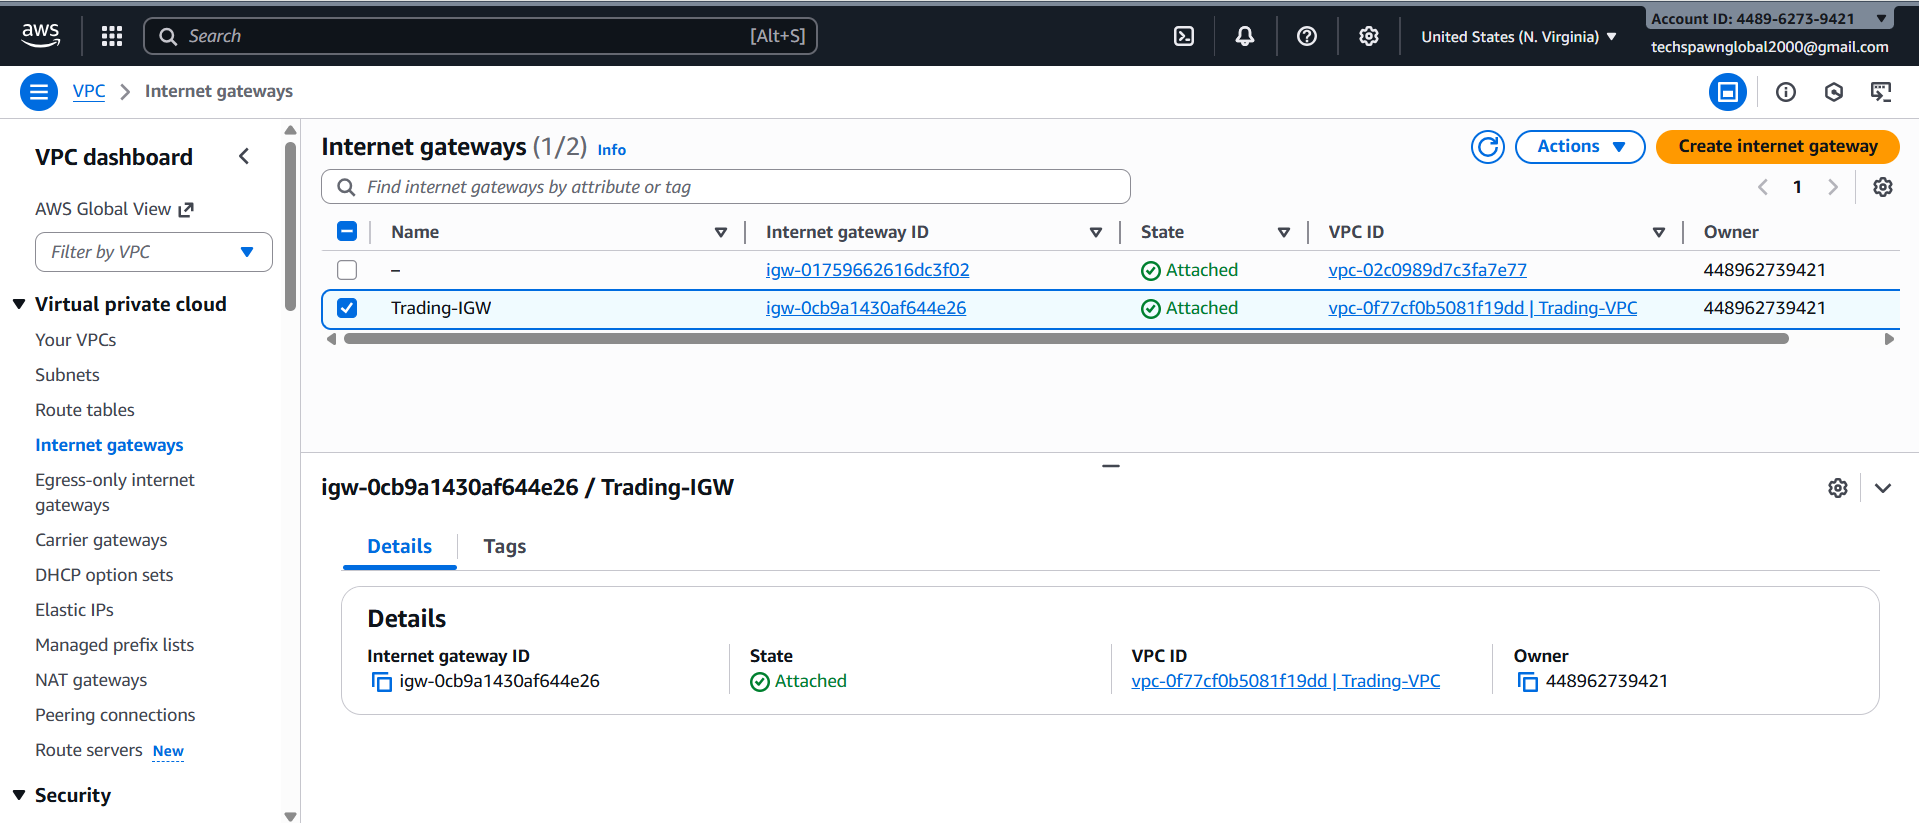 aws
Search [Alt+S]
United States (N. Virginia)
Account ID: 4489-6273-9421
techspawnglobal2000@gmail.com
VPC
Internet gateways
VPC dashboard
AWS Global View
Filter by VPC
Virtual private cloud
Your VPCs
Subnets
Route tables
Internet gateways
Egress-only internet
gateways
Carrier gateways
DHCP option sets
Elastic IPs
Managed prefix lists
NAT gateways
Peering connections
Route servers New
Security
Internet gateways (1/2) Info
Actions
Create internet gateway
Find internet gateways by attribute or tag
1
Name Internet gateway ID State VPC ID Owner
– igw-01759662616dc3f02 Attached vpc-02c0989d7c3fa7e77 448962739421
Trading-IGW igw-0cb9a1430af644e26 Attached vpc-0f77cf0b5081f19dd | Trading-VPC 448962739421
igw-0cb9a1430af644e26 / Trading-IGW
Details Tags
Details
Internet gateway ID State VPC ID Owner
igw-0cb9a1430af644e26 Attached vpc-0f77cf0b5081f19dd | Trading-VPC 448962739421